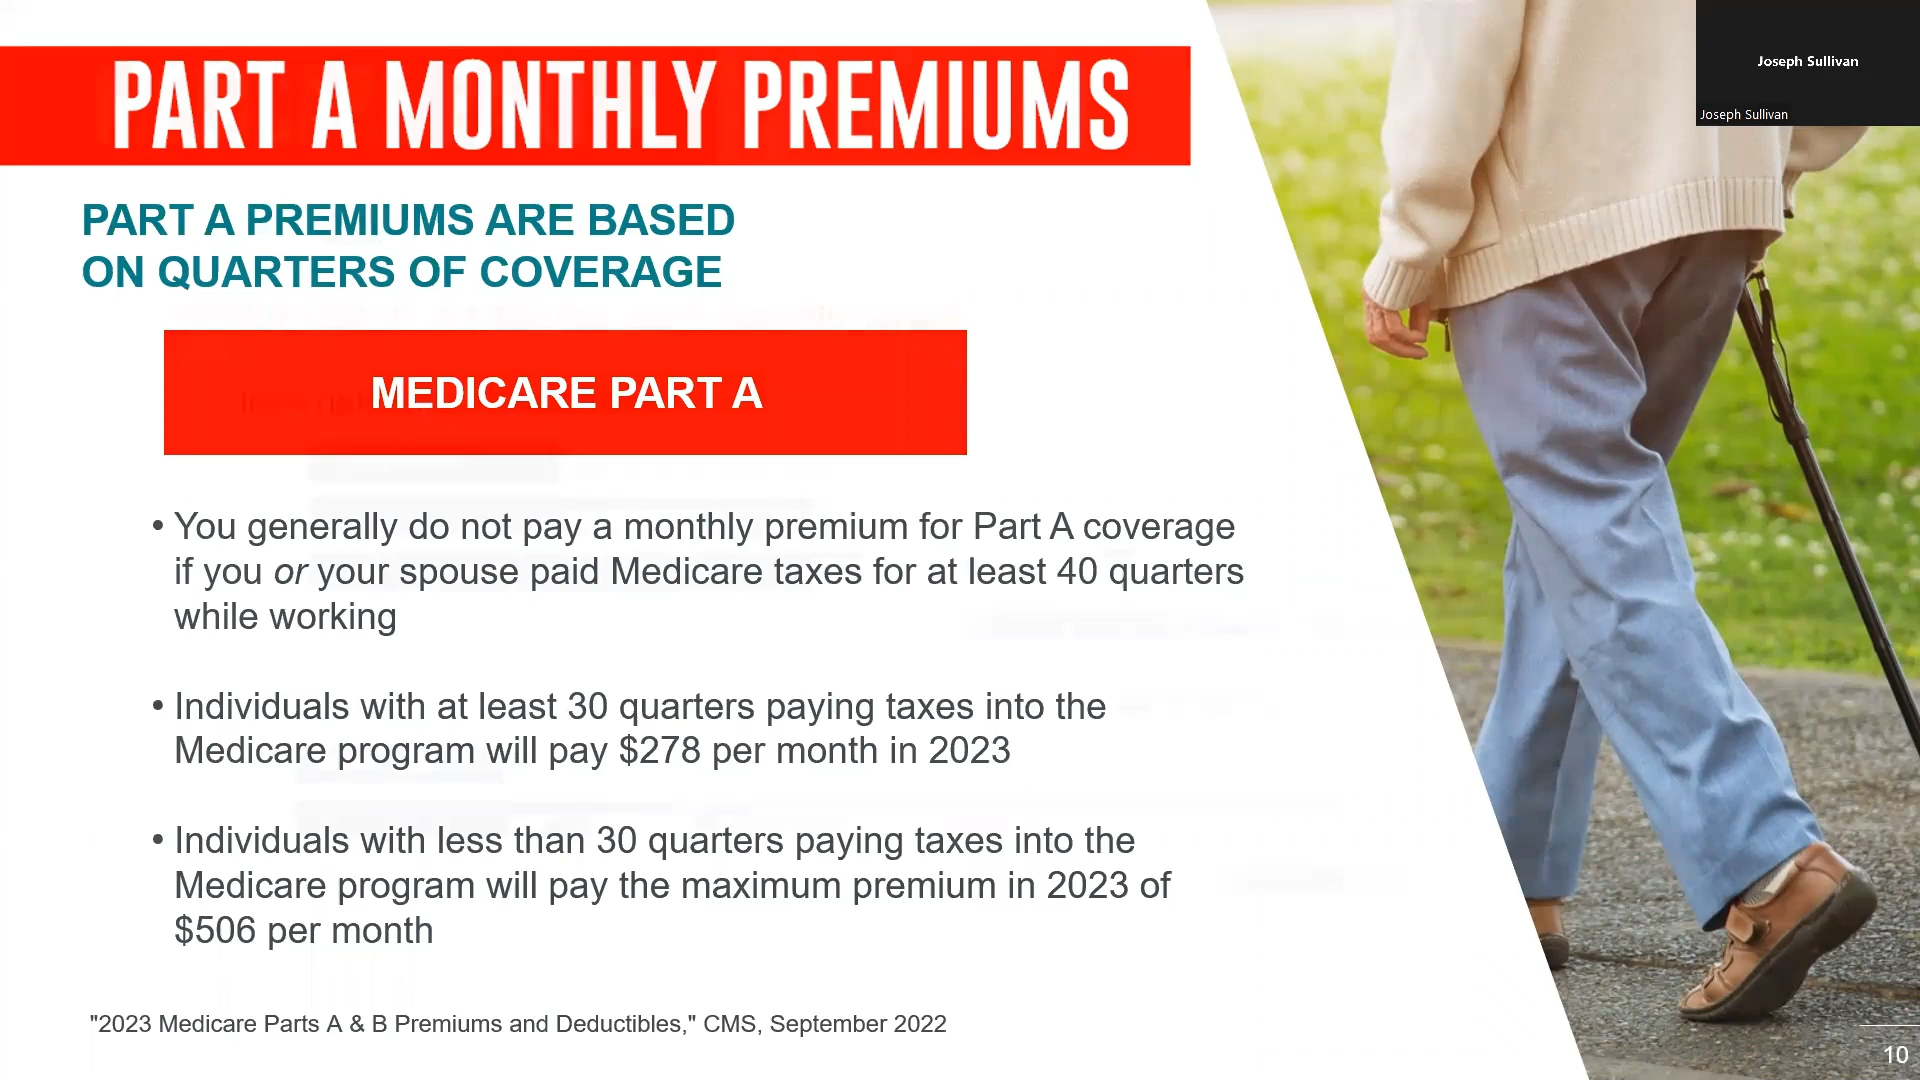 PART A MONTHLY PREMIUMS
Joseph Sullivan
Joseph Sullivan
PART A PREMIUMS ARE BASED
ON QUARTERS OF COVERAGE
MEDICARE PART A
• You generally do not pay a monthly premium for Part A coverage
if you or your spouse paid Medicare taxes for at least 40 quarters
while working
• Individuals with at least 30 quarters paying taxes into the
Medicare program will pay $278 per month in 2023
• Individuals with less than 30 quarters paying taxes into the
Medicare program will pay the maximum premium in 2023 of
$506 per month
"2023 Medicare Parts A & B Premiums and Deductibles," CMS, September 2022
10